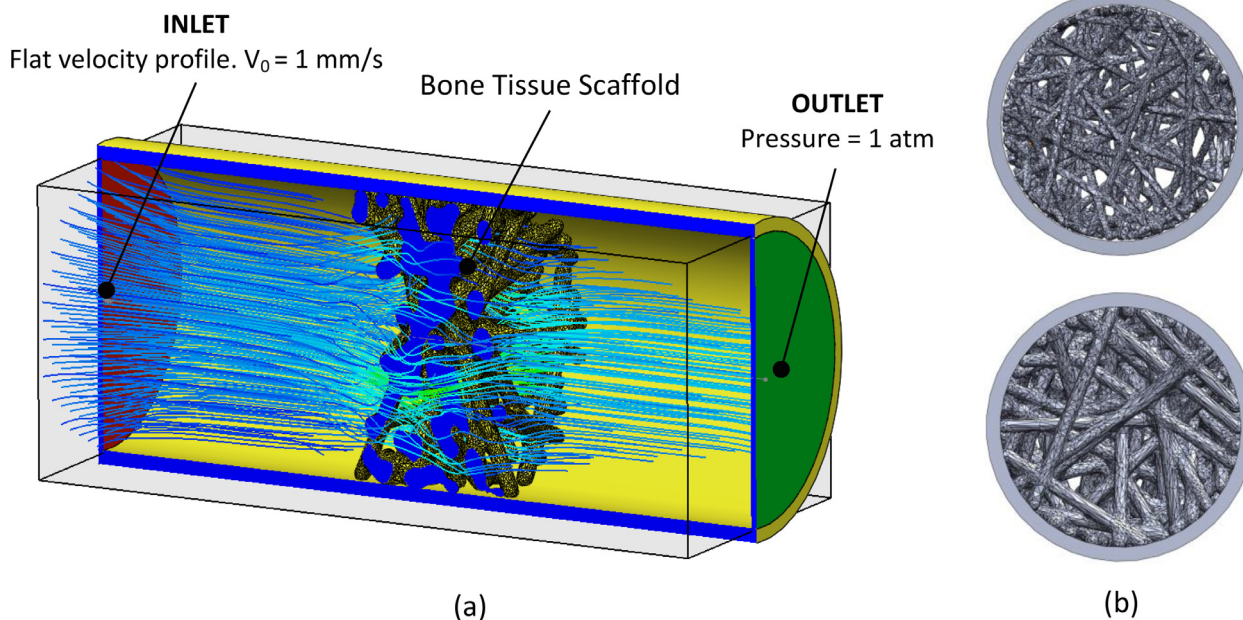 INLET
Flat velocity profile. V₀ = 1 mm/s
Bone Tissue Scaffold
OUTLET
Pressure = 1 atm
(a)
(b)